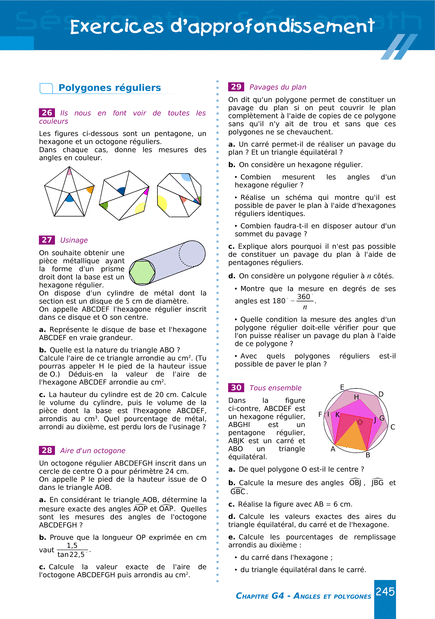 Exercices d'approfondissement
Polygones réguliers
26 Ils nous en font voir de toutes les
couleurs
Les figures ci-dessous sont un pentagone, un
hexagone et un octogone réguliers.
Dans chaque cas, donne les mesures des
angles en couleur.
27 Usinage
On souhaite obtenir une
pièce métallique ayant
la forme d'un prisme
droit dont la base est un
hexagone régulier.
On dispose d'un cylindre de métal dont la
section est un disque de 5 cm de diamètre.
On appelle ABCDEF l'hexagone régulier inscrit
dans ce disque et O son centre.
a. Représente le disque de base et l'hexagone
ABCDEF en vraie grandeur.
b. Quelle est la nature du triangle ABO ?
Calcule l'aire de ce triangle arrondie au cm². (Tu
pourras appeler H le pied de la hauteur issue
de O.) Déduis-en la valeur de l'aire de
l'hexagone ABCDEF arrondie au cm².
c. La hauteur du cylindre est de 20 cm. Calcule
le volume du cylindre, puis le volume de la
pièce dont la base est l'hexagone ABCDEF,
arrondis au cm³. Quel pourcentage de métal,
arrondi au dixième, est perdu lors de l'usinage ?
28 Aire d'un octogone
Un octogone régulier ABCDEFGH inscrit dans un
cercle de centre O a pour périmètre 24 cm.
On appelle P le pied de la hauteur issue de O
dans le triangle AOB.
a. En considérant le triangle AOB, détermine la
mesure exacte des angles AOP et OAP. Quelles
sont les mesures des angles de l'octogone
ABCDEFGH ?
b. Prouve que la longueur OP exprimée en cm
vaut 1,5 / tan 22,5 .
c. Calcule la valeur exacte de l'aire de
l'octogone ABCDEFGH puis arrondis au cm².
29 Pavages du plan
On dit qu'un polygone permet de constituer un
pavage du plan si on peut couvrir le plan
complètement à l'aide de copies de ce polygone
sans qu'il n'y ait de trou et sans que ces
polygones ne se chevauchent.
a. Un carré permet-il de réaliser un pavage du
plan ? Et un triangle équilatéral ?
b. On considère un hexagone régulier.
• Combien mesurent les angles d'un
hexagone régulier ?
• Réalise un schéma qui montre qu'il est
possible de paver le plan à l'aide d'hexagones
réguliers identiques.
• Combien faudra-t-il en disposer autour d'un
sommet du pavage ?
c. Explique alors pourquoi il n'est pas possible
de constituer un pavage du plan à l'aide de
pentagones réguliers.
d. On considère un polygone régulier à n côtés.
• Montre que la mesure en degrés de ses
angles est 180 − 360 / n .
• Quelle condition la mesure des angles d'un
polygone régulier doit-elle vérifier pour que
l'on puisse réaliser un pavage du plan à l'aide
de ce polygone ?
• Avec quels polygones réguliers est-il
possible de paver le plan ?
30 Tous ensemble
Dans la figure
ci-contre, ABCDEF est
un hexagone régulier,
ABGHI est un
pentagone régulier,
ABJK est un carré et
ABO un triangle
équilatéral.
E
D
H
F I K
O
J G
C
A
B
a. De quel polygone O est-il le centre ?
b. Calcule la mesure des angles OBJ , JBG et
GBC .
c. Réalise la figure avec AB = 6 cm.
d. Calcule les valeurs exactes des aires du
triangle équilatéral, du carré et de l'hexagone.
e. Calcule les pourcentages de remplissage
arrondis au dixième :
• du carré dans l'hexagone ;
• du triangle équilatéral dans le carré.
CHAPITRE G4 - ANGLES ET POLYGONES 245